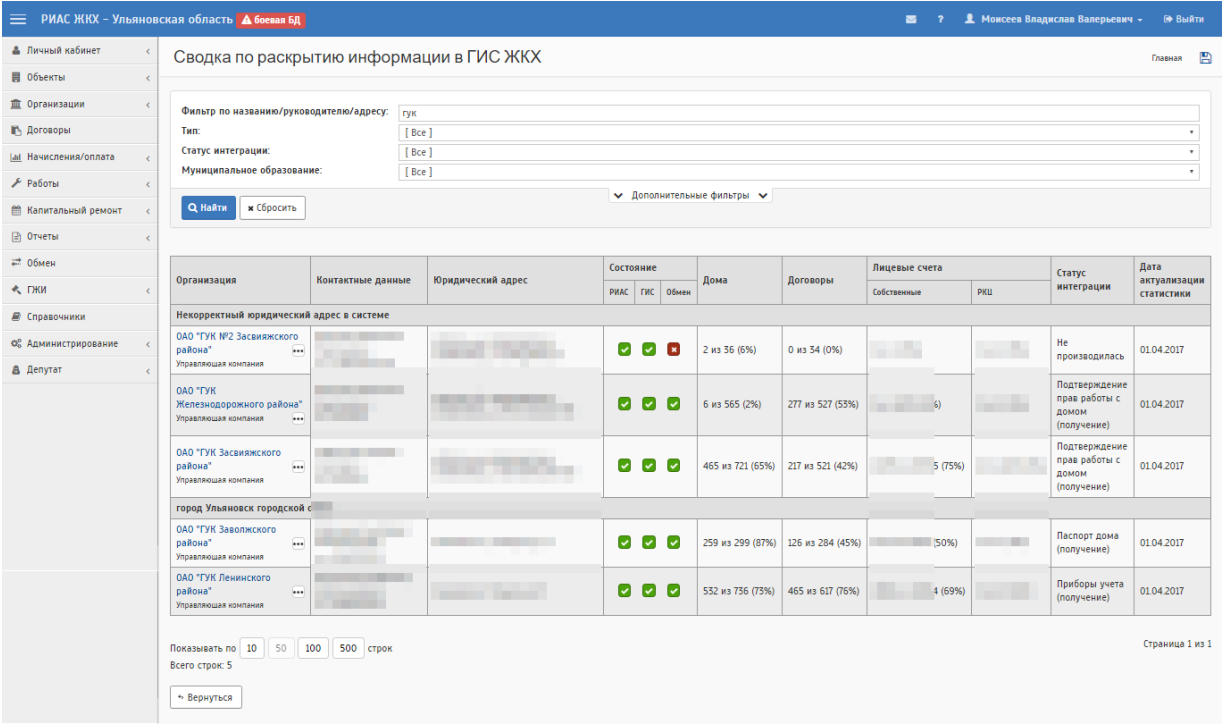 РИАС ЖКХ – Ульяновская область боевая БД
? Моисеев Владислав Валерьевич Выйти
Личный кабинет
Объекты
Организации
Договоры
Начисления/оплата
Работы
Капитальный ремонт
Отчеты
Обмен
ГЖИ
Справочники
Администрирование
Депутат
Сводка по раскрытию информации в ГИС ЖКХ
Главная
Фильтр по названию/руководителю/адресу: гук
Тип: [ Все ]
Статус интеграции: [ Все ]
Муниципальное образование: [ Все ]
Дополнительные фильтры
Найти × Сбросить
Организация Контактные данные Юридический адрес Состояние Дома Договоры Лицевые счета Статус интеграции Дата актуализации статистики
РИАС ГИС Обмен Собственные РКЦ
Некорректный юридический адрес в системе
ОАО "ГУК №2 Засвияжского
района"
Управляющая компания
2 из 36 (6%) 0 из 34 (0%)
Не
производилась
01.04.2017
ОАО "ГУК
Железнодорожного района"
Управляющая компания
6 из 565 (2%) 277 из 527 (53%) %)
Подтверждение
прав работы с
домом
(получение)
01.04.2017
ОАО "ГУК Засвияжского
района"
Управляющая компания
465 из 721 (65%) 217 из 521 (42%) 5 (75%)
Подтверждение
прав работы с
домом
(получение)
01.04.2017
город Ульяновск городской
ОАО "ГУК Заволжского
района"
Управляющая компания
259 из 299 (87%) 126 из 284 (45%) (50%)
Паспорт дома
(получение)
01.04.2017
ОАО "ГУК Ленинского
района"
Управляющая компания
532 из 736 (73%) 465 из 617 (76%) 4 (69%)
Приборы учета
(получение)
01.04.2017
Показывать по 10 50 100 500 строк
Страница 1 из 1
Всего строк: 5
Вернуться